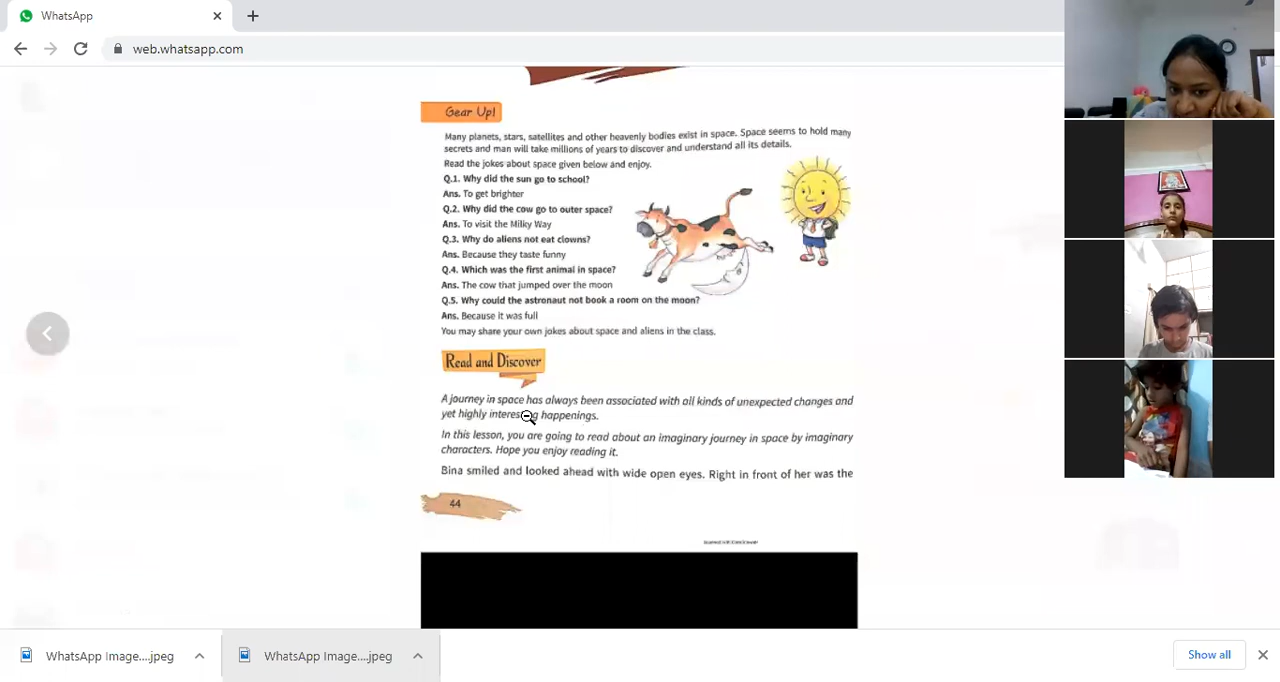 WhatsApp
web.whatsapp.com
Gear Up!
Many planets, stars, satellites and other heavenly bodies exist in space. Space seems to hold many
secrets and man will take millions of years to discover and understand all its details.
Read the jokes about space given below and enjoy.
Q.1. Why did the sun go to school?
Ans. To get brighter
Q.2. Why did the cow go to outer space?
Ans. To visit the Milky Way
Q.3. Why do aliens not eat clowns?
Ans. Because they taste funny
Q.4. Which was the first animal in space?
Ans. The cow that jumped over the moon
Q.5. Why could the astronaut not book a room on the moon?
Ans. Because it was full
You may share your own jokes about space and aliens in the class.
Read and Discover
A journey in space has always been associated with all kinds of unexpected changes and
yet highly interesting happenings.
In this lesson, you are going to read about an imaginary journey in space by imaginary
characters. Hope you enjoy reading it.
Bina smiled and looked ahead with wide open eyes. Right in front of her was the
44
WhatsApp Image....jpeg
WhatsApp Image....jpeg
Show all